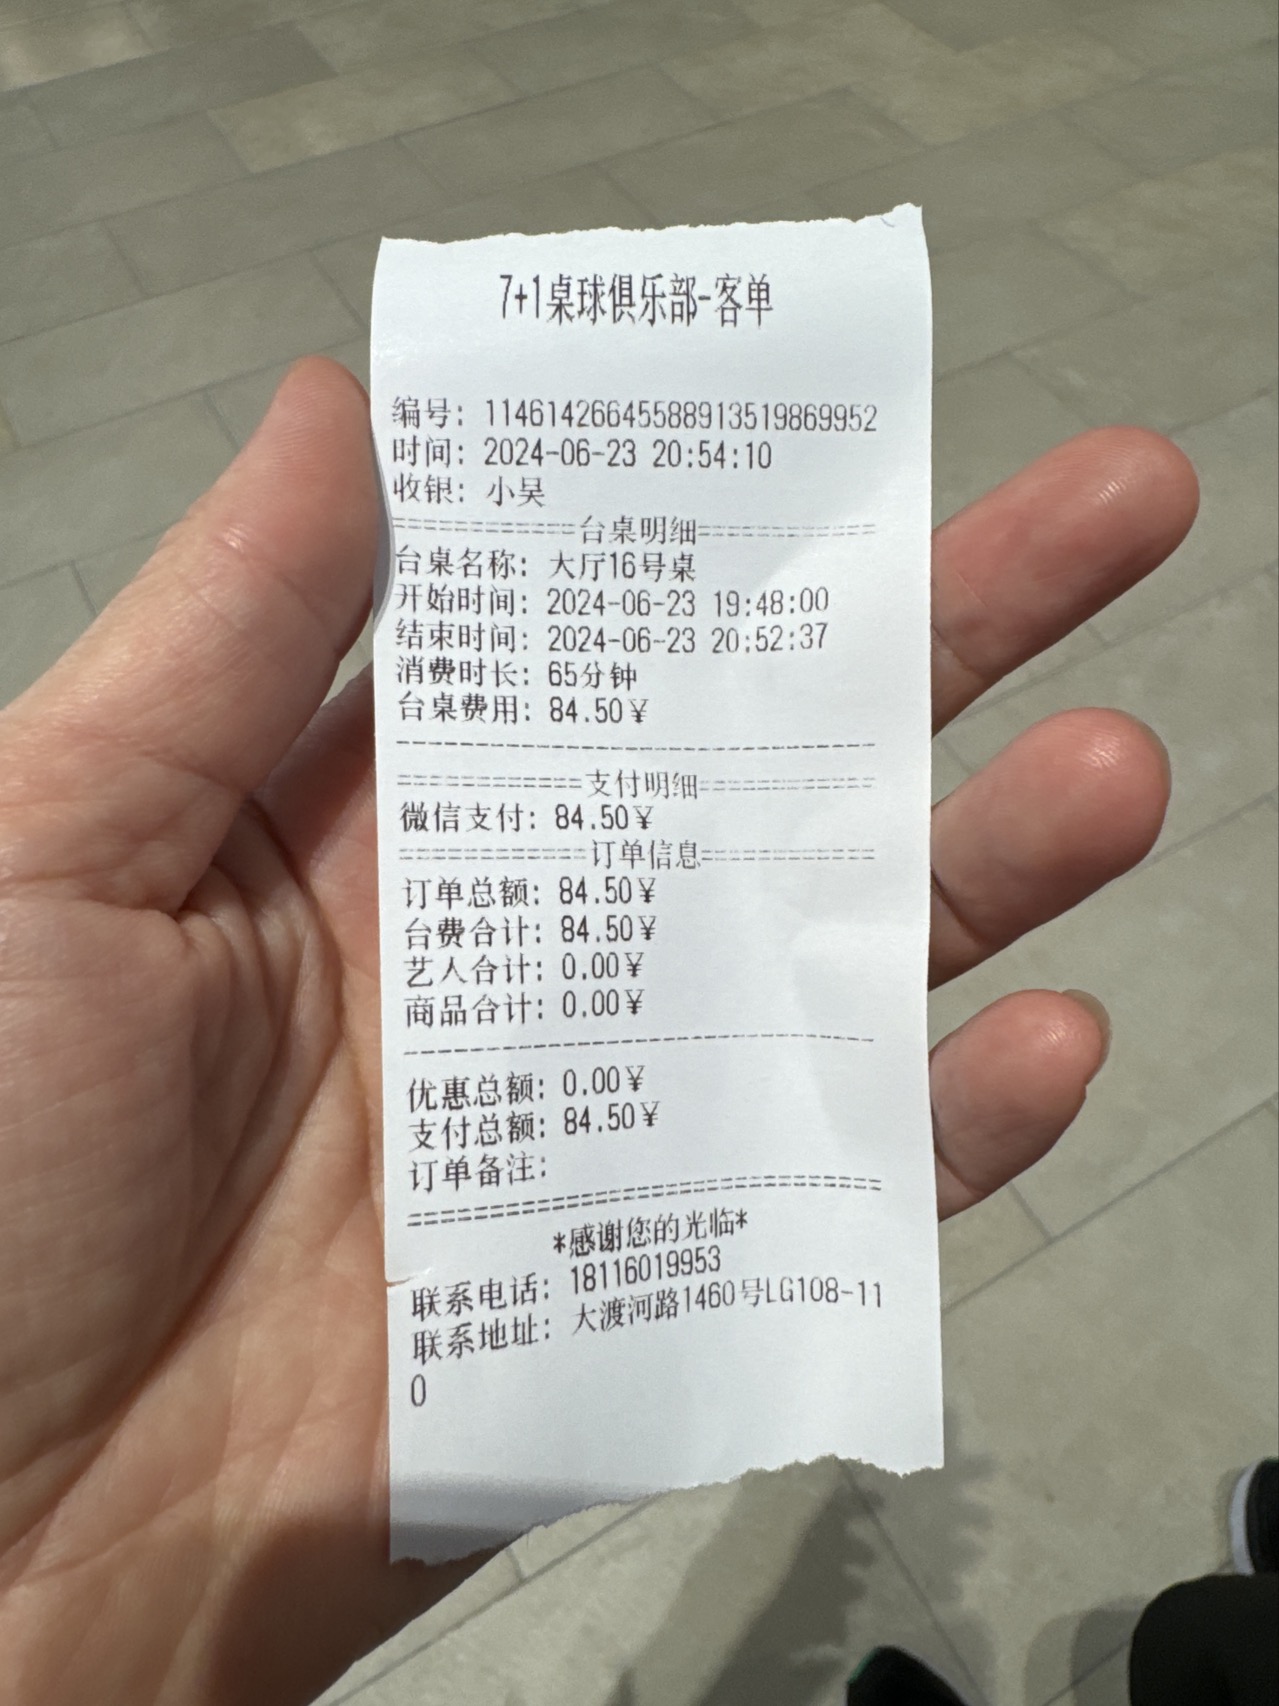 7+1桌球俱乐部-客单
编号: 1146142664558891351986995​2
时间: 2024-06-23 20:54:10
收银: 小吴
===========台桌明细===========
台桌名称: 大厅16号桌
开始时间: 2024-06-23 19:48:00
结束时间: 2024-06-23 20:52:37
消费时长: 65分钟
台桌费用: 84.50¥
--------------------------------
===========支付明细===========
微信支付: 84.50¥
===========订单信息===========
订单总额: 84.50¥
台费合计: 84.50¥
艺人合计: 0.00¥
商品合计: 0.00¥
--------------------------------
优惠总额: 0.00¥
支付总额: 84.50¥
订单备注:
================================
*感谢您的光临*
联系电话: 18116019953
联系地址: 大渡河路1460号LG108-11
0